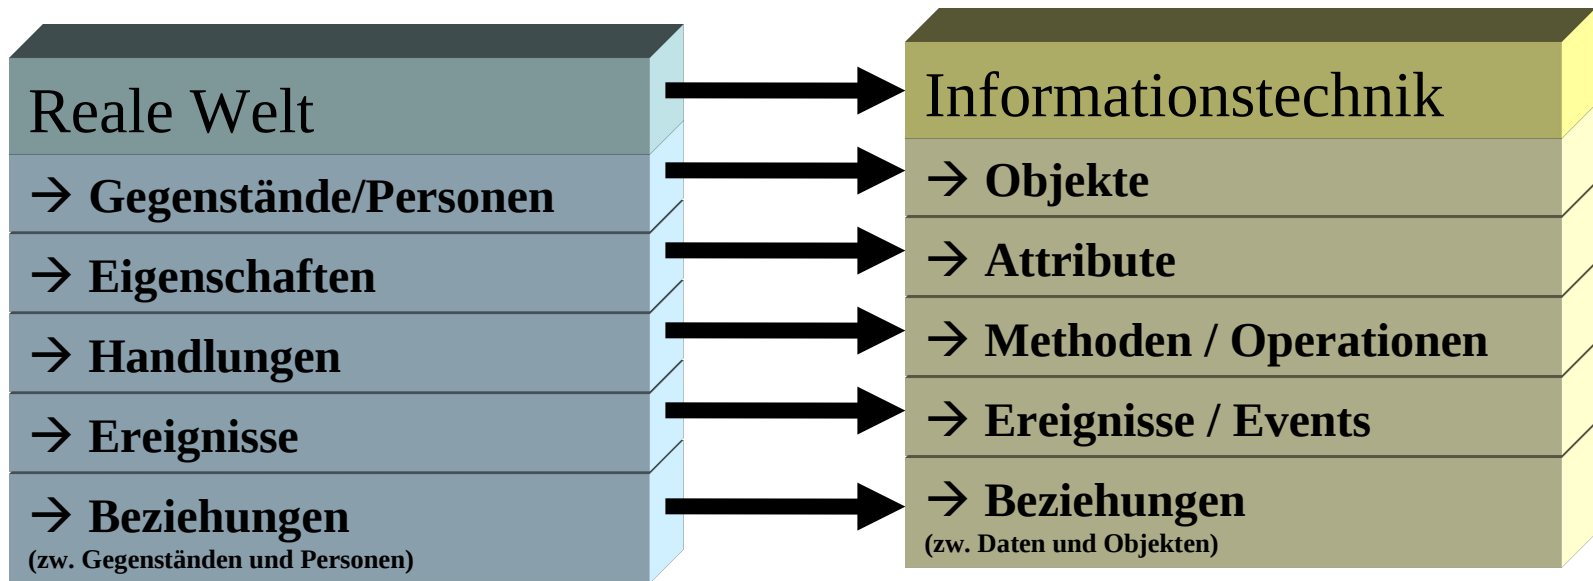 Reale Welt
→ Gegenstände/Personen
→ Eigenschaften
→ Handlungen
→ Ereignisse
→ Beziehungen
(zw. Gegenständen und Personen)
Informationstechnik
→ Objekte
→ Attribute
→ Methoden / Operationen
→ Ereignisse / Events
→ Beziehungen
(zw. Daten und Objekten)